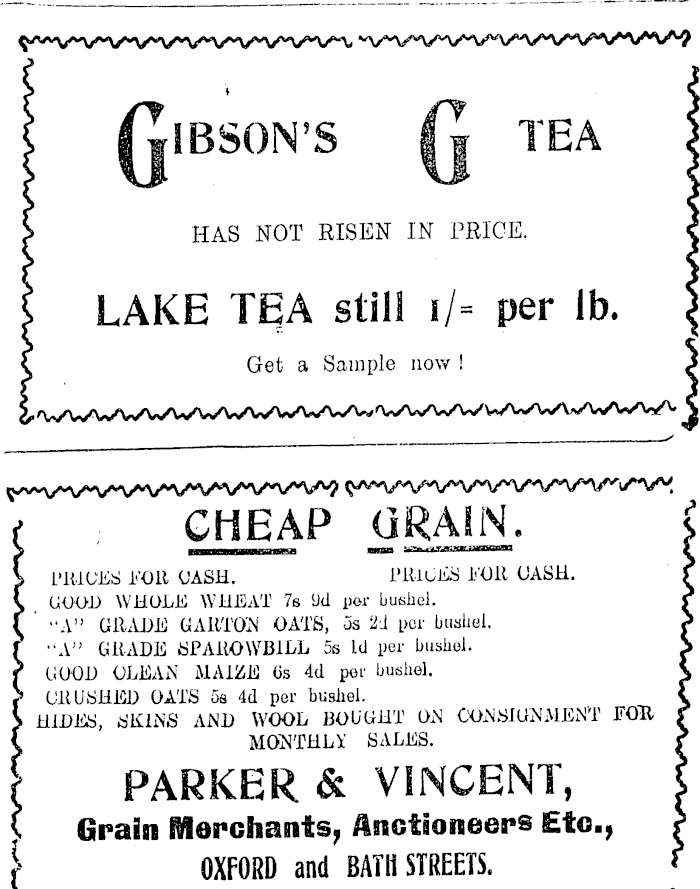 GIBSON'S G TEA
HAS NOT RISEN IN PRICE.
LAKE TEA still 1/= per lb.
Get a Sample now !
CHEAP GRAIN.
PRICES FOR CASH. PRICES FOR CASH.
GOOD WHOLE WHEAT 7s 9d per bushel.
"A" GRADE GARTON OATS, 5s 2d per bushel.
"A" GRADE SPAROWBILL 5s 1d per bushel.
GOOD CLEAN MAIZE 6s 4d per bushel.
CRUSHED OATS 5s 4d per bushel.
HIDES, SKINS AND WOOL BOUGHT ON CONSIGNMENT FOR
MONTHLY SALES.
PARKER & VINCENT,
Grain Merchants, Anctioneers Etc.,
OXFORD and BATH STREETS.